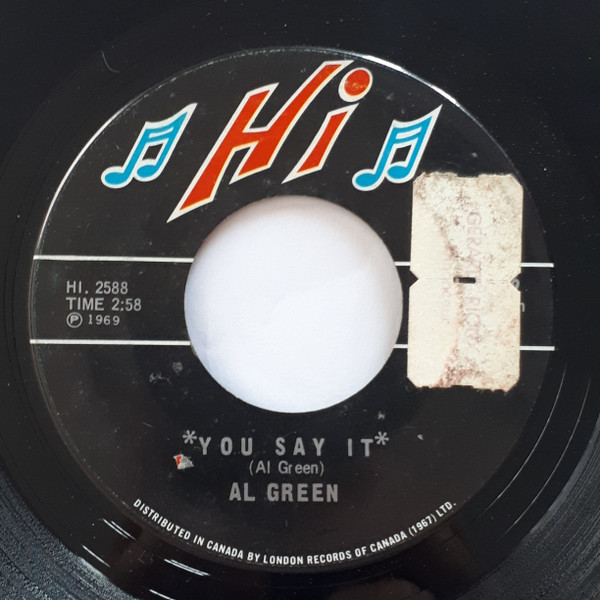 Hi
HI. 2588
TIME 2:58
℗ 1969
*YOU SAY IT*
(Al Green)
AL GREEN
DISTRIBUTED IN CANADA BY LONDON RECORDS OF CANADA (1967) LTD.